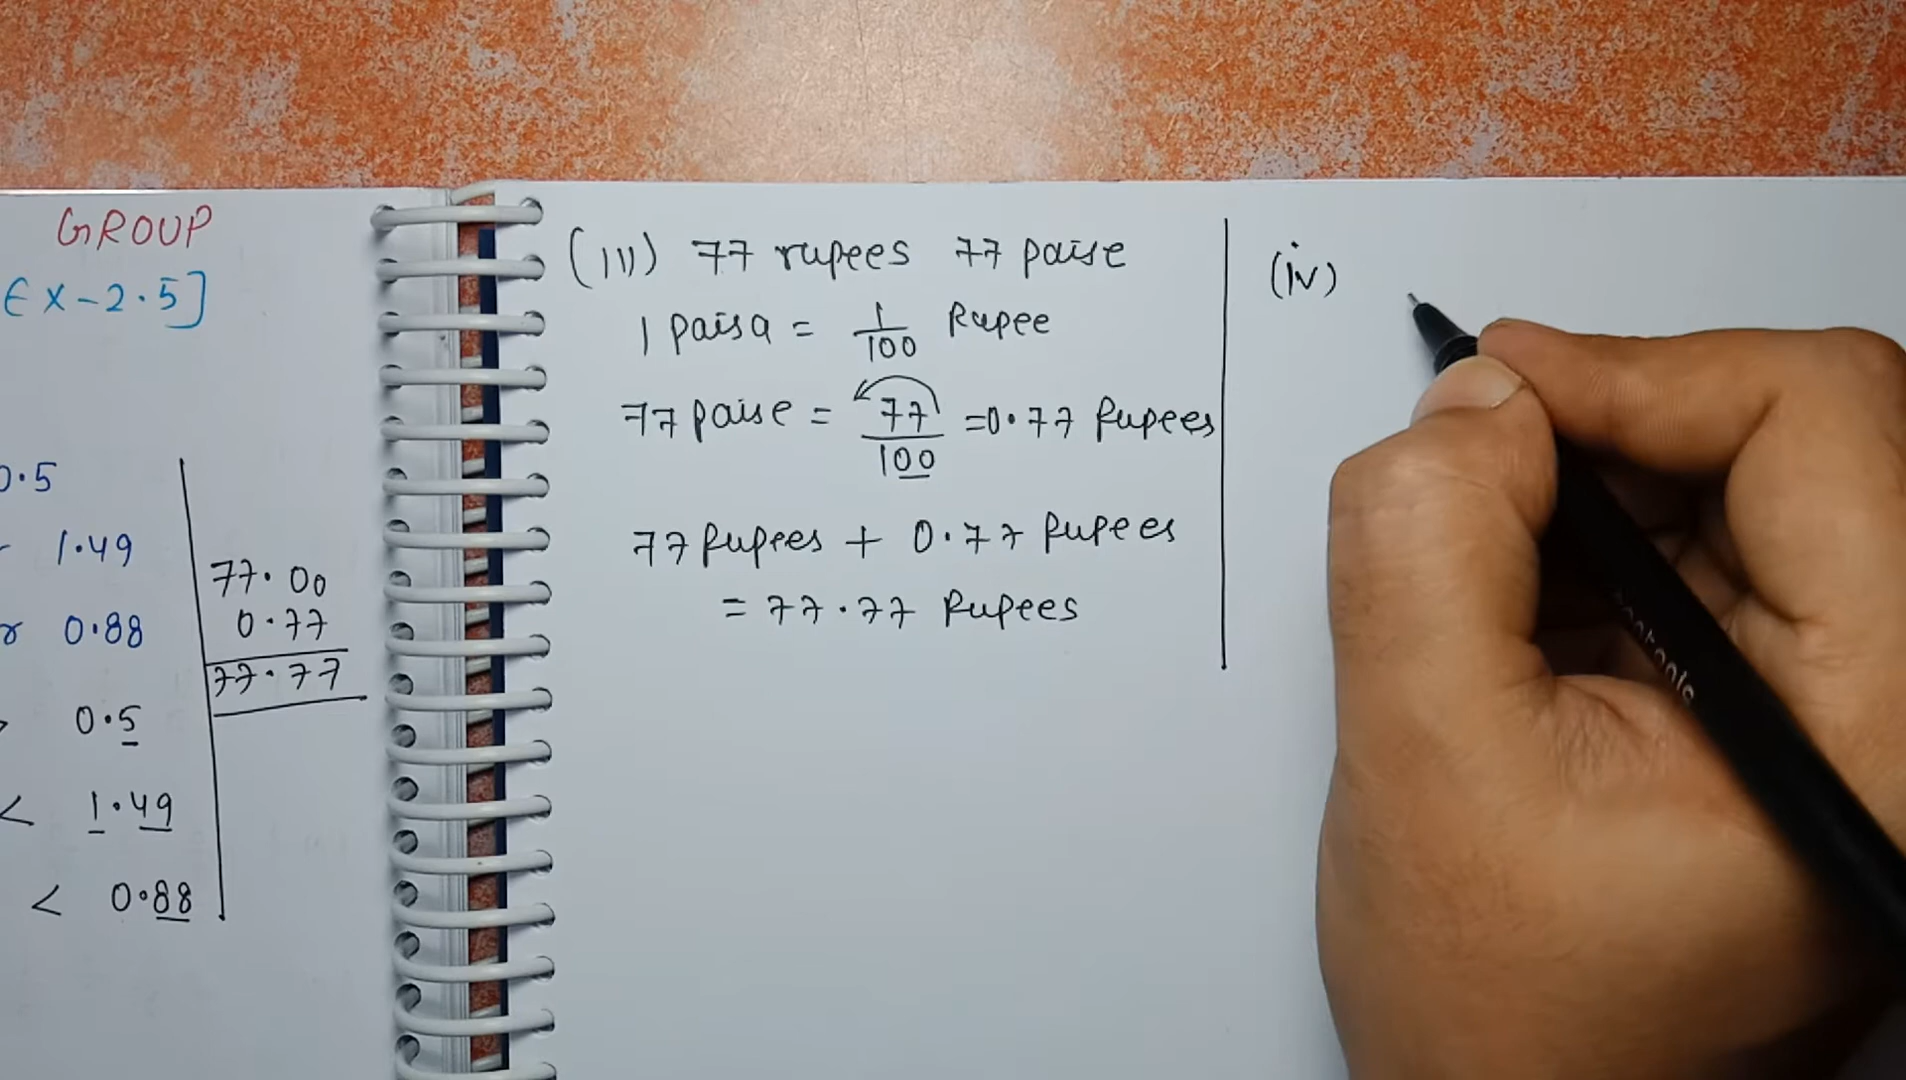 GROUP
Ex-2.5]
0.5
1.49
r 0.88
> 0.5
< 1.49
< 0.88
77.00
0.77
77.77
(III) 77 rupees 77 paise
1 paisa = 1/100 Rupee
77 paise = 77/100 = 0.77 Rupees
77 Rupees + 0.77 Rupees
= 77.77 Rupees
(iv)